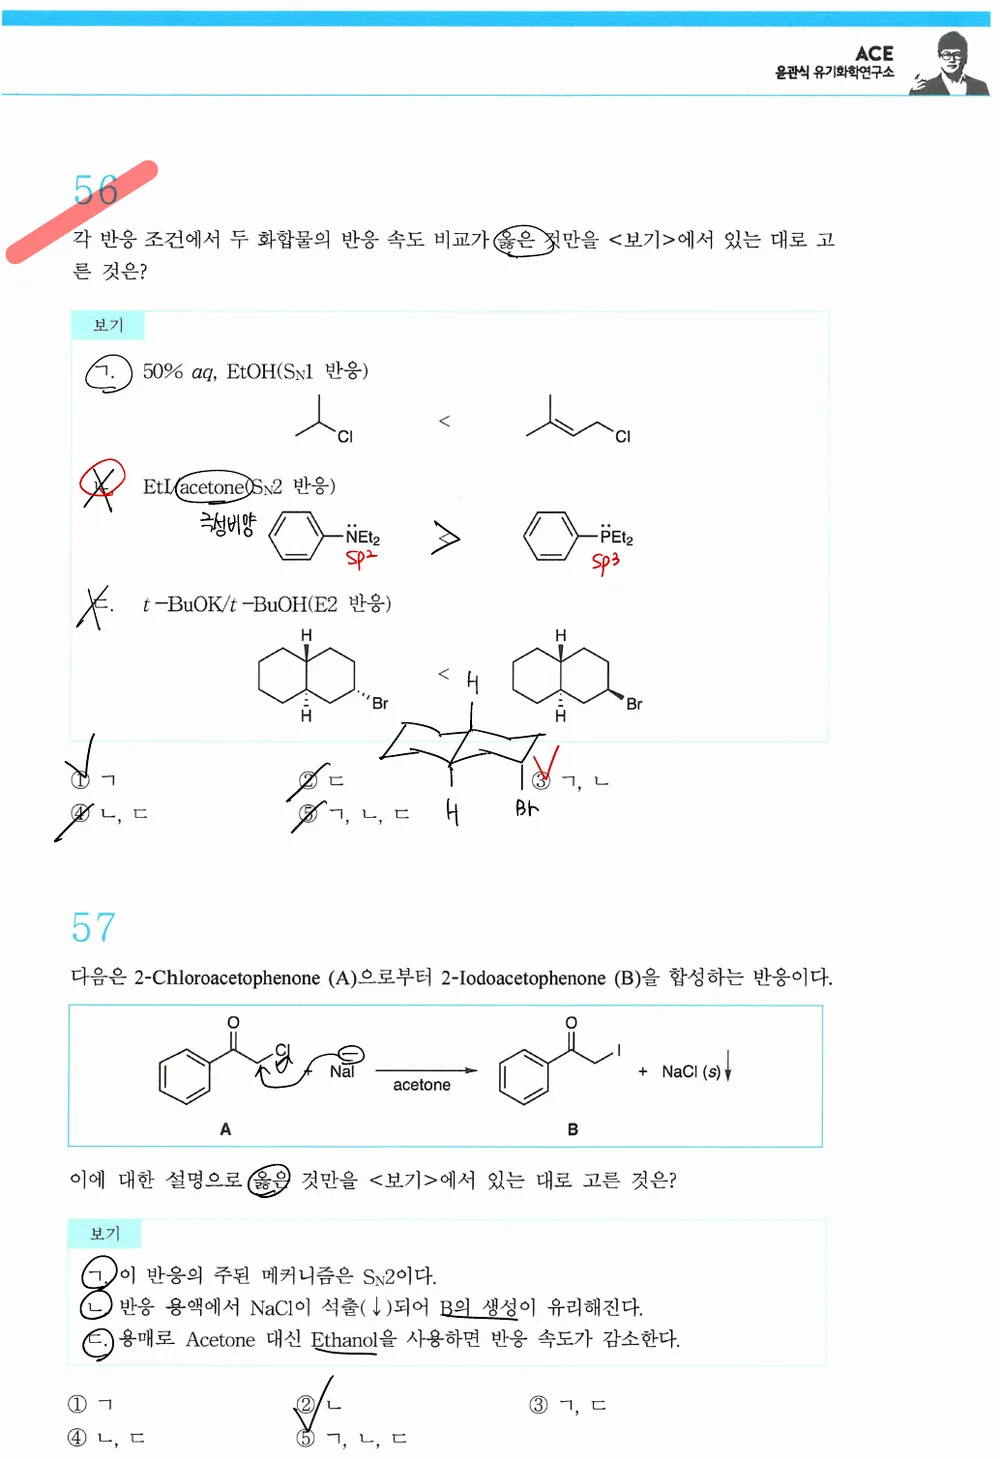 ACE
윤관식 유기화학연구소
56
각 반응 조건에서 두 화합물의 반응 속도 비교가 옳은 것만을 <보기>에서 있는 대로 고
른 것은?
보기
ㄱ. 50% aq, EtOH(SN1 반응)
Cl < Cl
ㄴ. EtI/acetone(SN2 반응)
극성비양
NEt2 > PEt2
sp2 sp3
ㄷ. t-BuOK/t-BuOH(E2 반응)
H H
Br < Br
H H
H
① ㄱ ② ㄷ ③ ㄱ, ㄴ
④ ㄴ, ㄷ ⑤ ㄱ, ㄴ, ㄷ
H Br
57
다음은 2-Chloroacetophenone (A)으로부터 2-Iodoacetophenone (B)을 합성하는 반응이다.
O O
Cl + NaI acetone I + NaCl (s)↓
A B
이에 대한 설명으로 옳은 것만을 <보기>에서 있는 대로 고른 것은?
보기
ㄱ. 이 반응의 주된 메커니즘은 SN2이다.
ㄴ. 반응 용액에서 NaCl이 석출(↓)되어 B의 생성이 유리해진다.
ㄷ. 용매로 Acetone 대신 Ethanol을 사용하면 반응 속도가 감소한다.
① ㄱ ② ㄴ ③ ㄱ, ㄷ
④ ㄴ, ㄷ ⑤ ㄱ, ㄴ, ㄷ